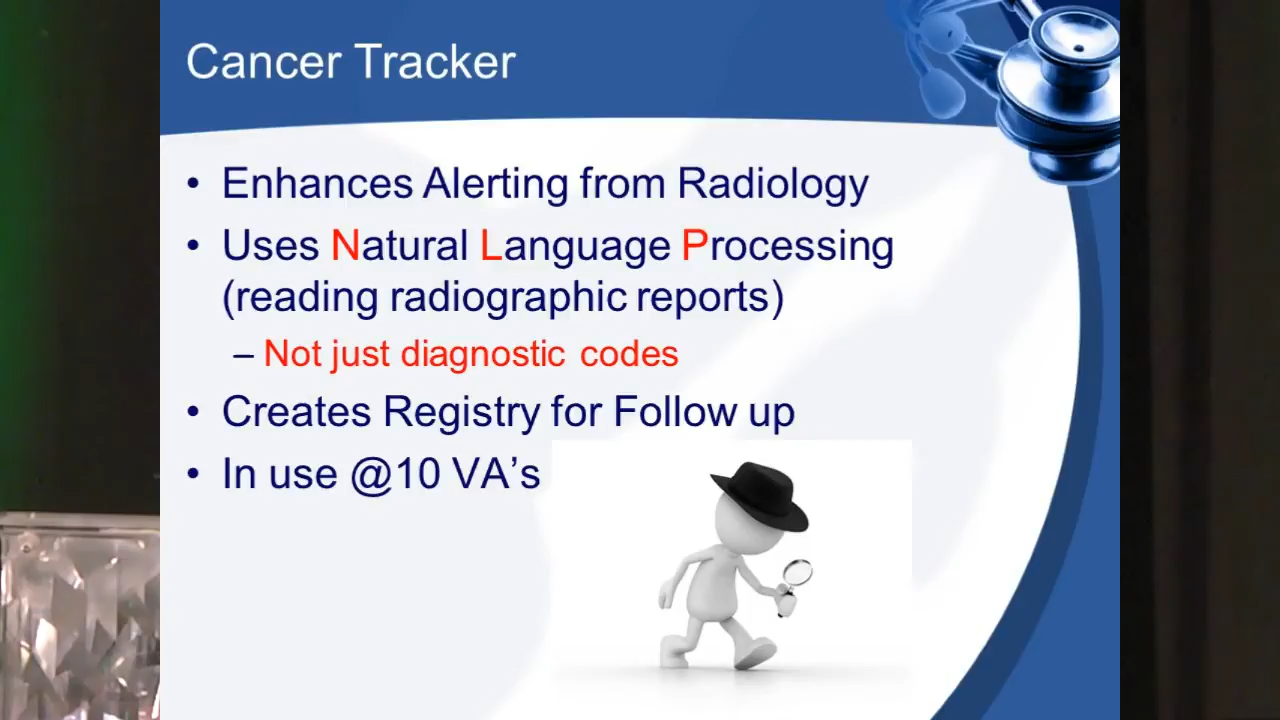 Cancer Tracker
• Enhances Alerting from Radiology
• Uses Natural Language Processing
(reading radiographic reports)
– Not just diagnostic codes
• Creates Registry for Follow up
• In use @10 VA’s